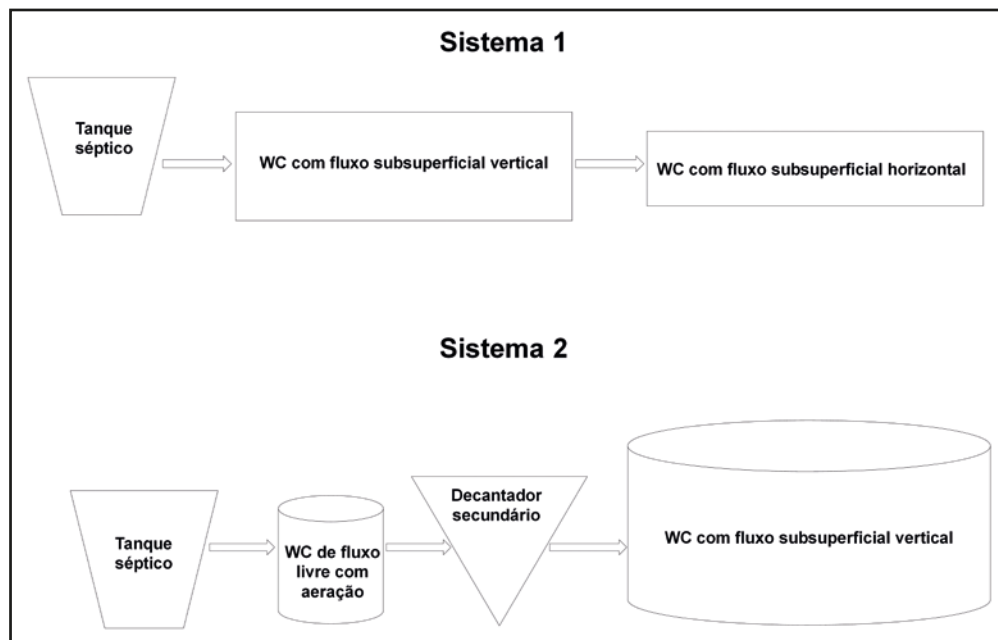 Sistema 1
Tanque
séptico
WC com fluxo subsuperficial vertical
WC com fluxo subsuperficial horizontal
Sistema 2
Tanque
séptico
WC de fluxo
livre com
aeração
Decantador
secundário
WC com fluxo subsuperficial vertical